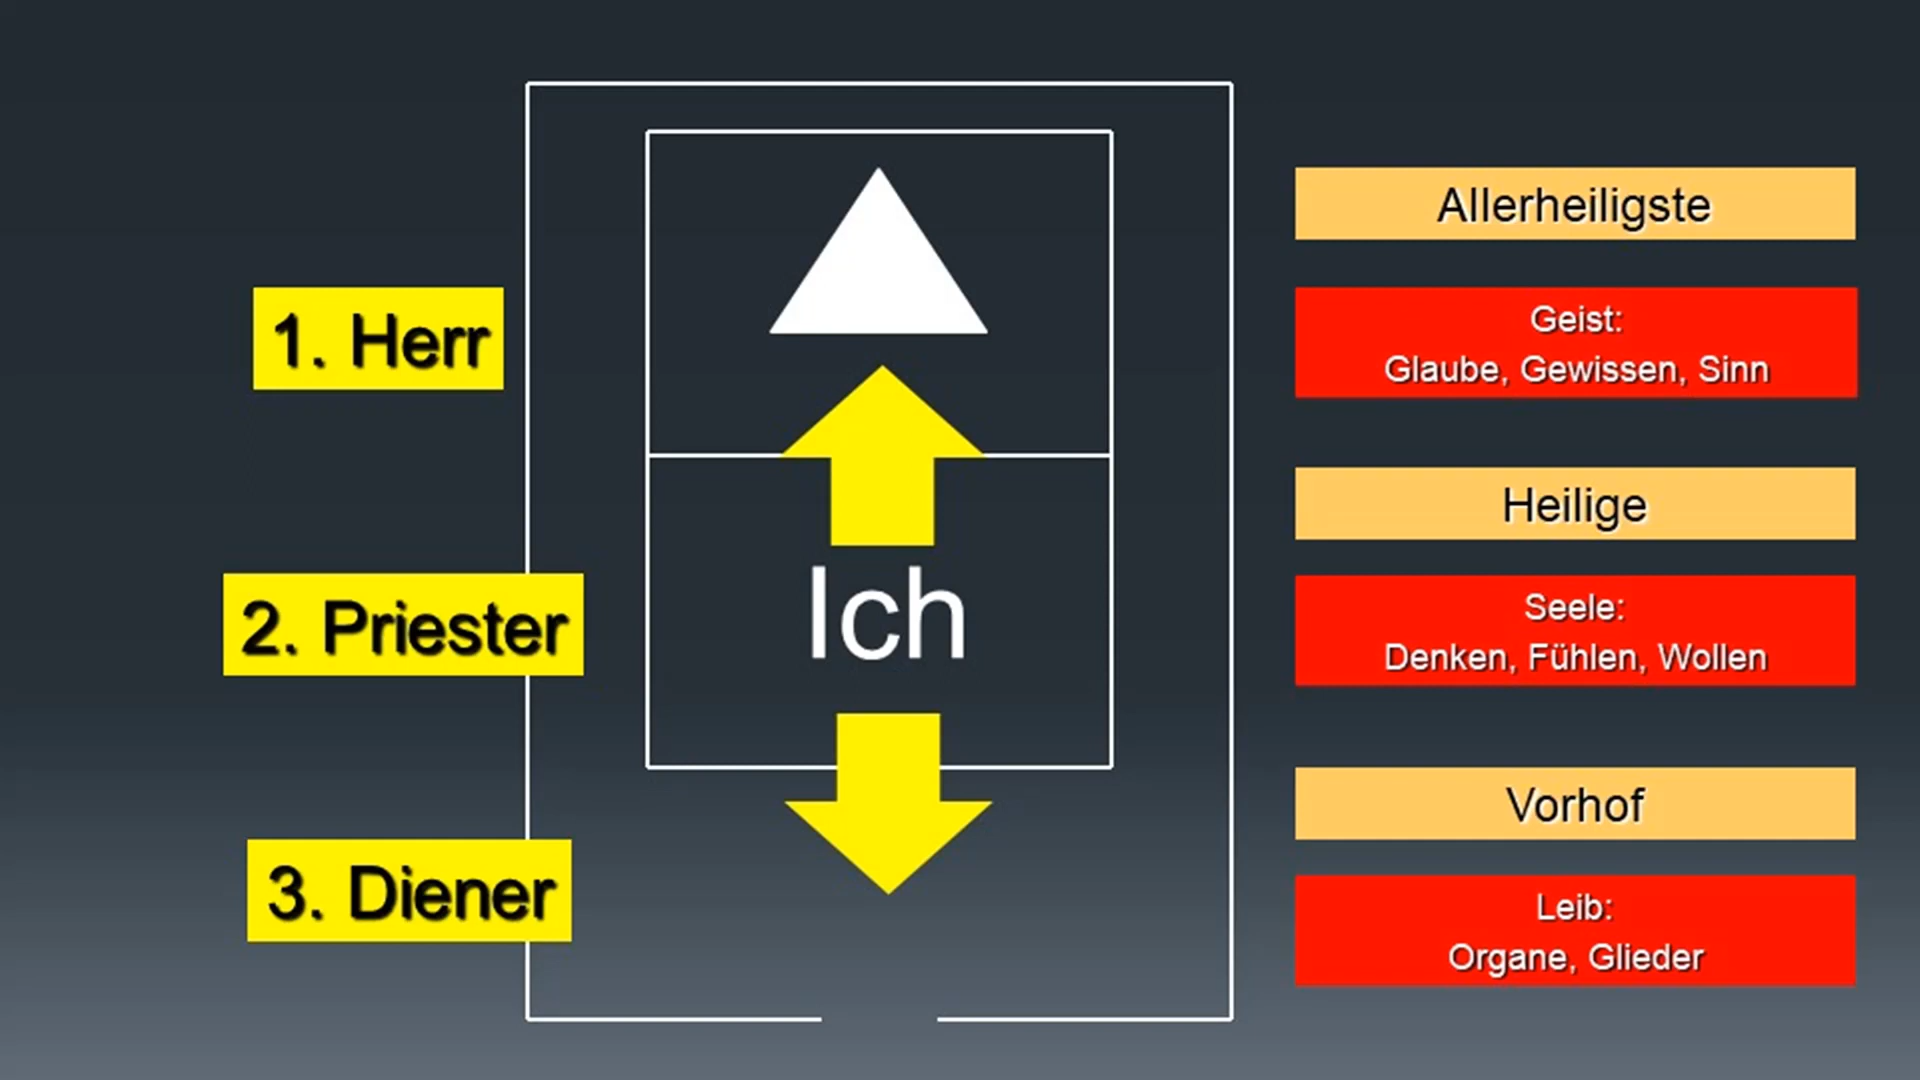 1. Herr
2. Priester
3. Diener
Ich
Allerheiligste
Geist:
Glaube, Gewissen, Sinn
Heilige
Seele:
Denken, Fühlen, Wollen
Vorhof
Leib:
Organe, Glieder